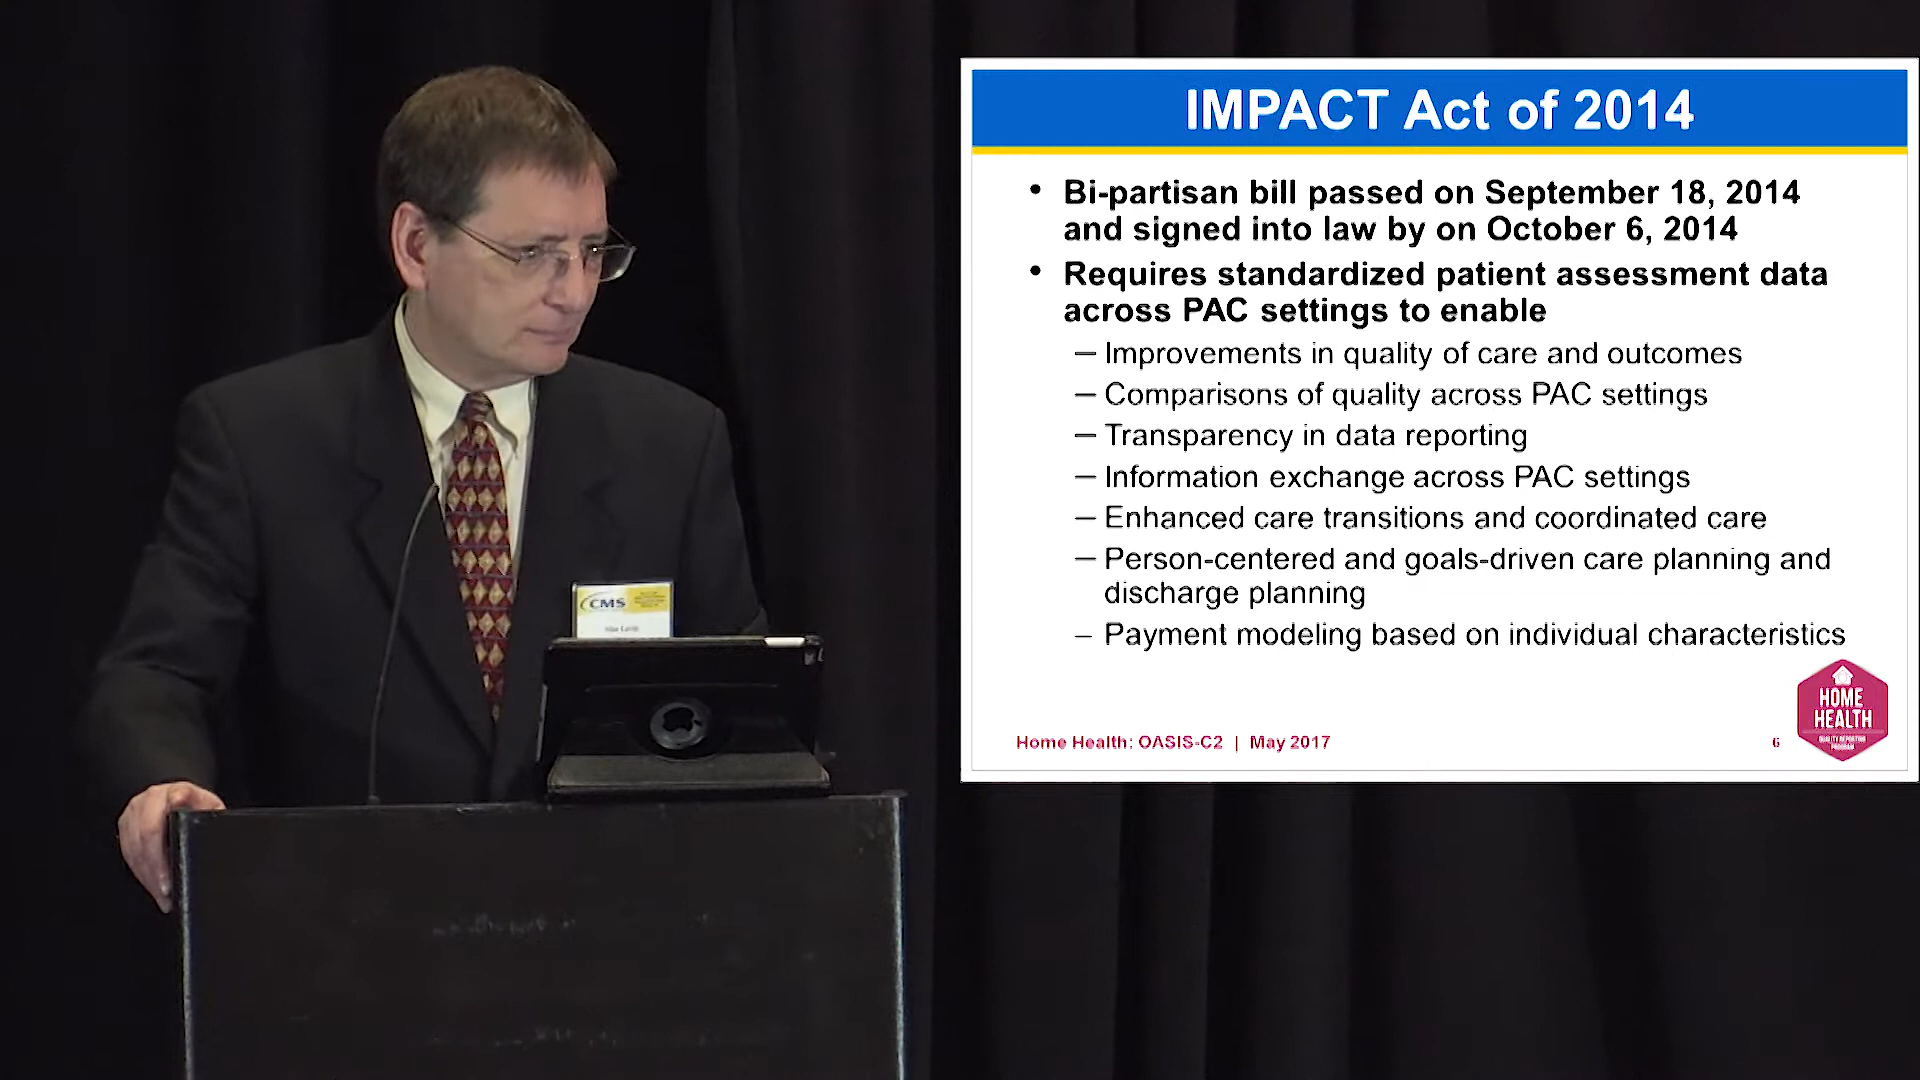 IMPACT Act of 2014
• Bi-partisan bill passed on September 18, 2014
and signed into law by on October 6, 2014
• Requires standardized patient assessment data
across PAC settings to enable
— Improvements in quality of care and outcomes
— Comparisons of quality across PAC settings
— Transparency in data reporting
— Information exchange across PAC settings
— Enhanced care transitions and coordinated care
— Person-centered and goals-driven care planning and
discharge planning
– Payment modeling based on individual characteristics
HOME
HEALTH
QUALITY REPORTING
PROGRAM
Home Health: OASIS-C2 | May 2017
6
CMS